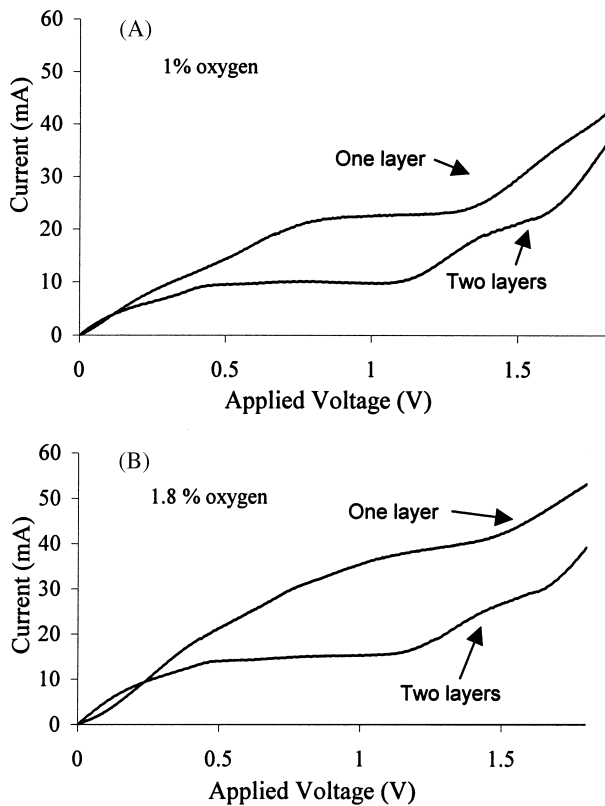 (A)
1% oxygen
60
50
40
30
20
10
0
Current (mA)
One layer
Two layers
0 0.5 1 1.5
Applied Voltage (V)
(B)
1.8 % oxygen
60
50
40
30
20
10
0
Current (mA)
One layer
Two layers
0 0.5 1 1.5
Applied Voltage (V)